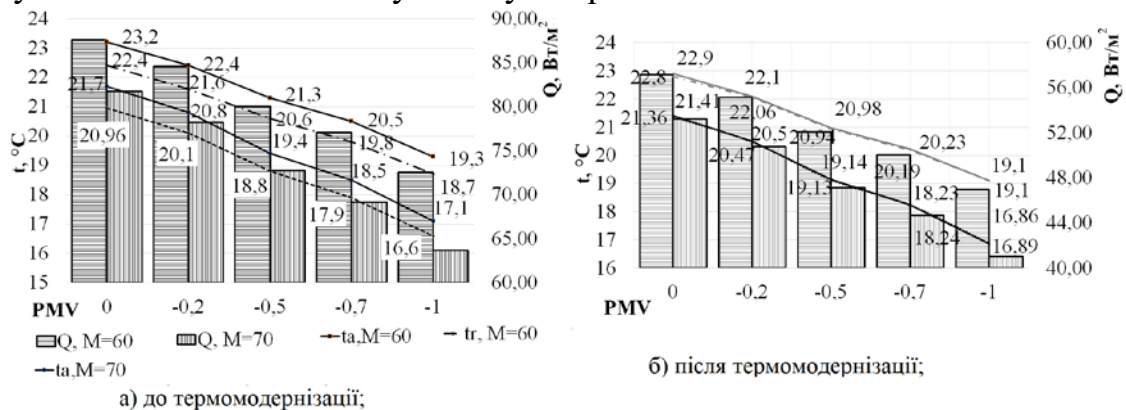 24 90,00
23 85,00
22 80,00
21 75,00
20 70,00
19 65,00
18 60,00
17
16
15
t, °C
Q, Вт/м²
23,2 22,4 21,3 20,5 19,3
22,4 21,6 20,6 19,8 18,7
21,7 20,8 19,4 18,5 17,1
20,96 20,1 18,8 17,9 16,6
PMV 0 -0,2 -0,5 -0,7 -1
Q, M=60 Q, M=70 ta,M=60 tr, M=60
ta,M=70
а) до термомодернізації;
24 60,00
23 56,00
22 52,00
21 48,00
20 44,00
19 40,00
18
17
16
t, °C
Q, Вт/м²
22,9 22,1 20,98 20,23 19,1
22,8 22,06 20,94 20,19 19,1
21,41 20,5 19,14 18,23 16,86
21,36 20,47 19,13 18,24 16,89
PMV 0 -0,2 -0,5 -0,7 -1
б) після термомодернізації;